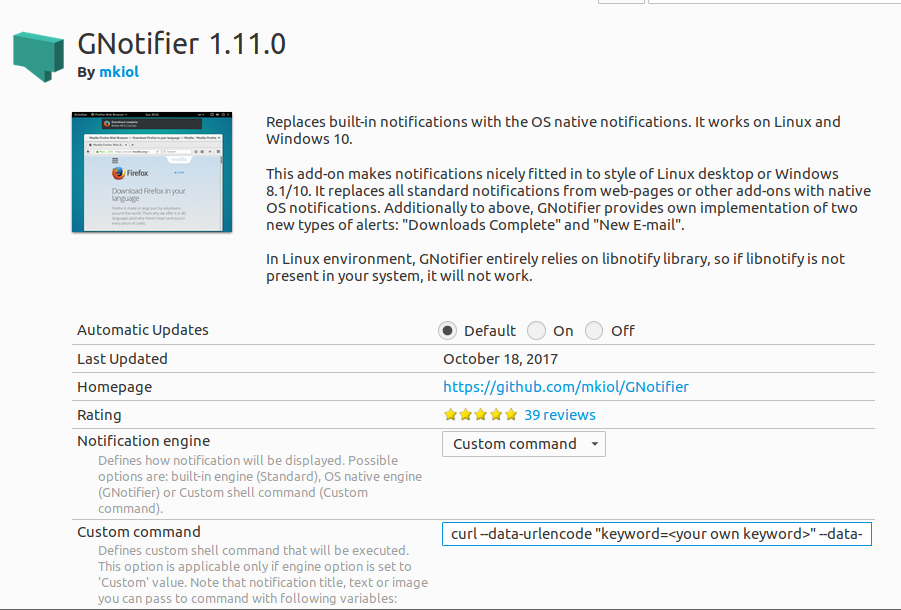 GNotifier 1.11.0
By mkiol
Replaces built-in notifications with the OS native notifications. It works on Linux and
Windows 10.
This add-on makes notifications nicely fitted in to style of Linux desktop or Windows
8.1/10. It replaces all standard notifications from web-pages or other add-ons with native
OS notifications. Additionally to above, GNotifier provides own implementation of two
new types of alerts: "Downloads Complete" and "New E-mail".
In Linux environment, GNotifier entirely relies on libnotify library, so if libnotify is not
present in your system, it will not work.
Firefox
Download Firefox in your
language
Automatic Updates Default On Off
Last Updated October 18, 2017
Homepage https://github.com/mkiol/GNotifier
Rating 39 reviews
Notification engine Custom command
Defines how notification will be displayed. Possible
options are: built-in engine (Standard), OS native engine
(GNotifier) or Custom shell command (Custom
command).
Custom command curl --data-urlencode "keyword=<your own keyword>" --data-
Defines custom shell command that will be executed.
This option is applicable only if engine option is set to
'Custom' value. Note that notification title, text or image
you can pass to command with following variables: